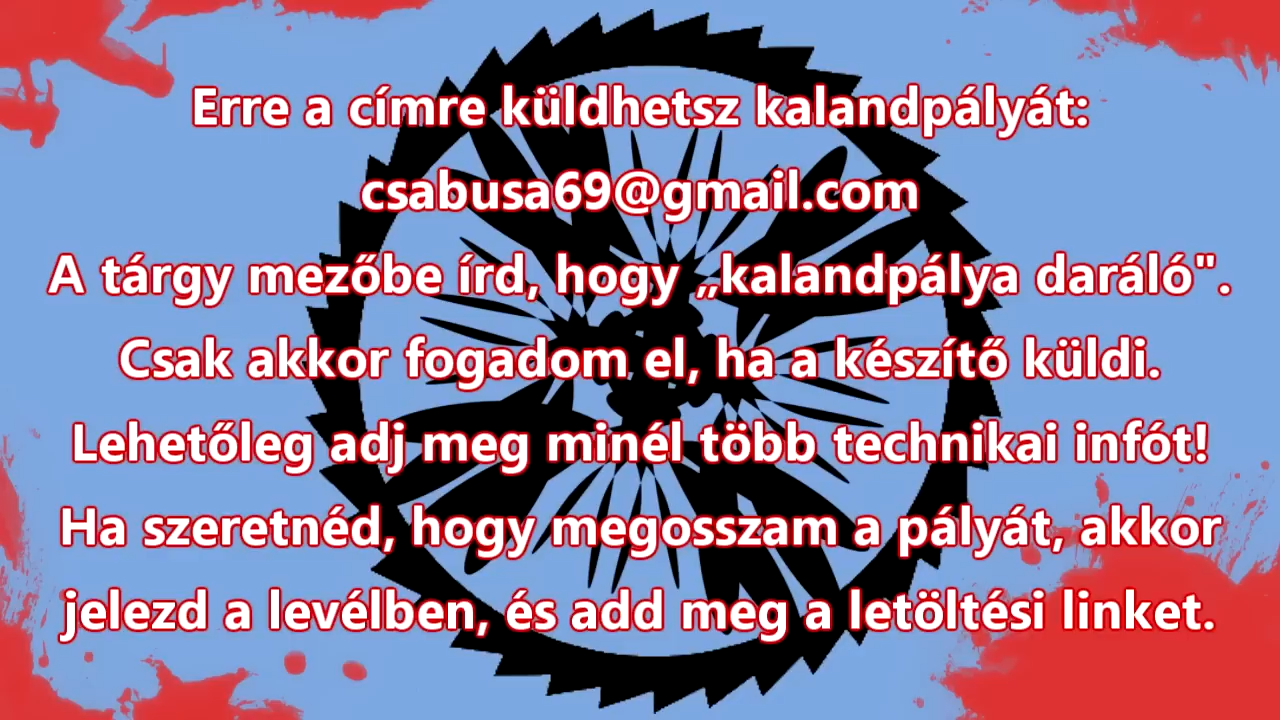 Erre a címre küldhetsz kalandpályát:
csabusa69@gmail.com
A tárgy mezőbe írd, hogy „kalandpálya daráló".
Csak akkor fogadom el, ha a készítő küldi.
Lehetőleg adj meg minél több technikai infót!
Ha szeretnéd, hogy megosszam a pályát, akkor
jelezd a levélben, és add meg a letöltési linket.